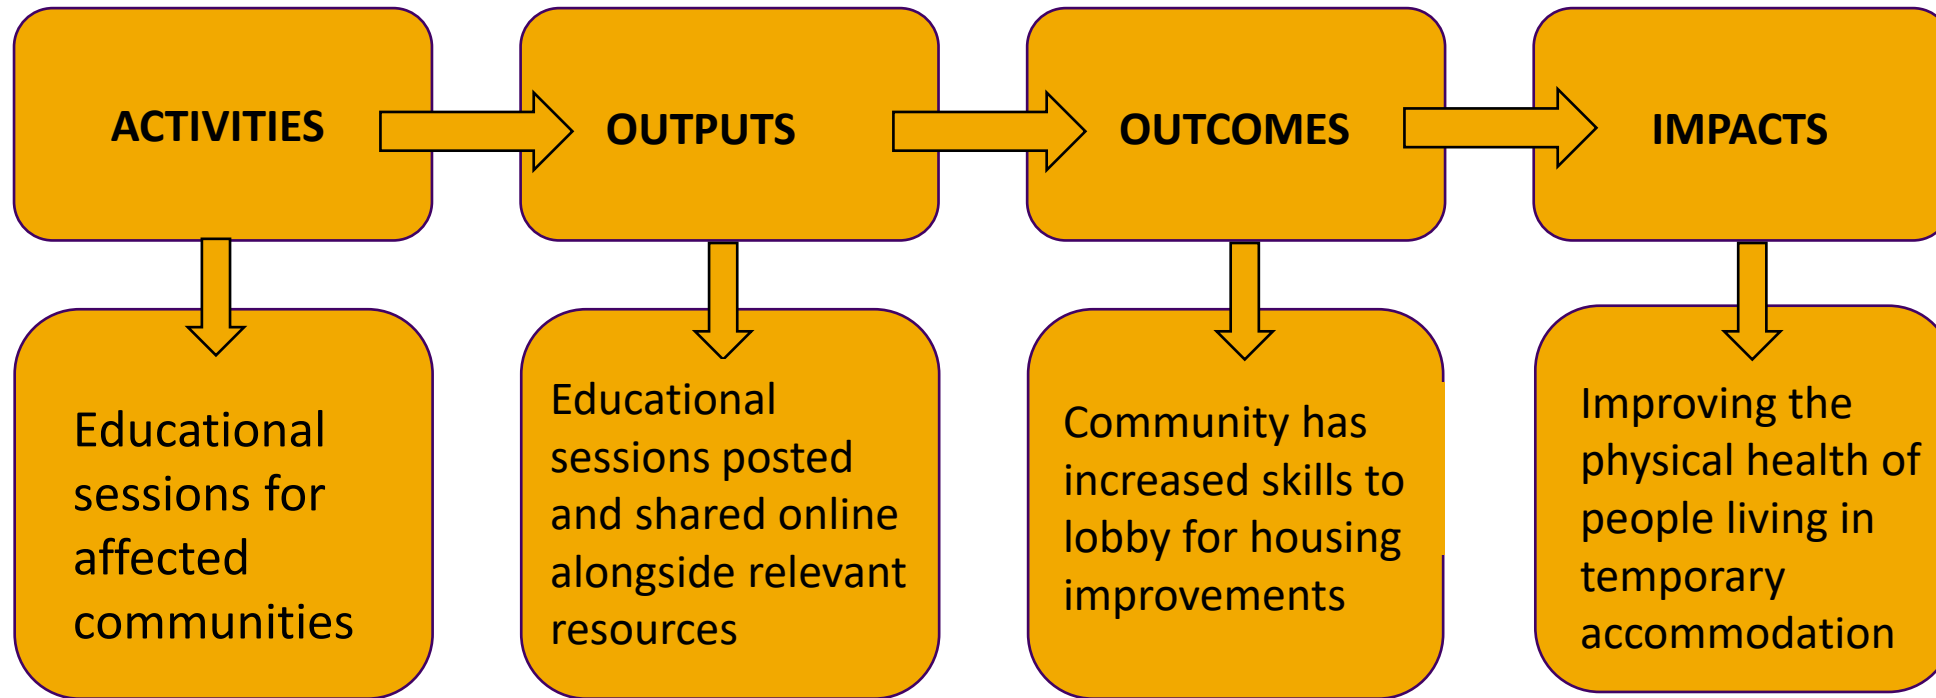 ACTIVITIES
OUTPUTS
OUTCOMES
IMPACTS
Educational
sessions for
affected
communities
Educational
sessions posted
and shared online
alongside relevant
resources
Community has
increased skills to
lobby for housing
improvements
Improving the
physical health of
people living in
temporary
accommodation